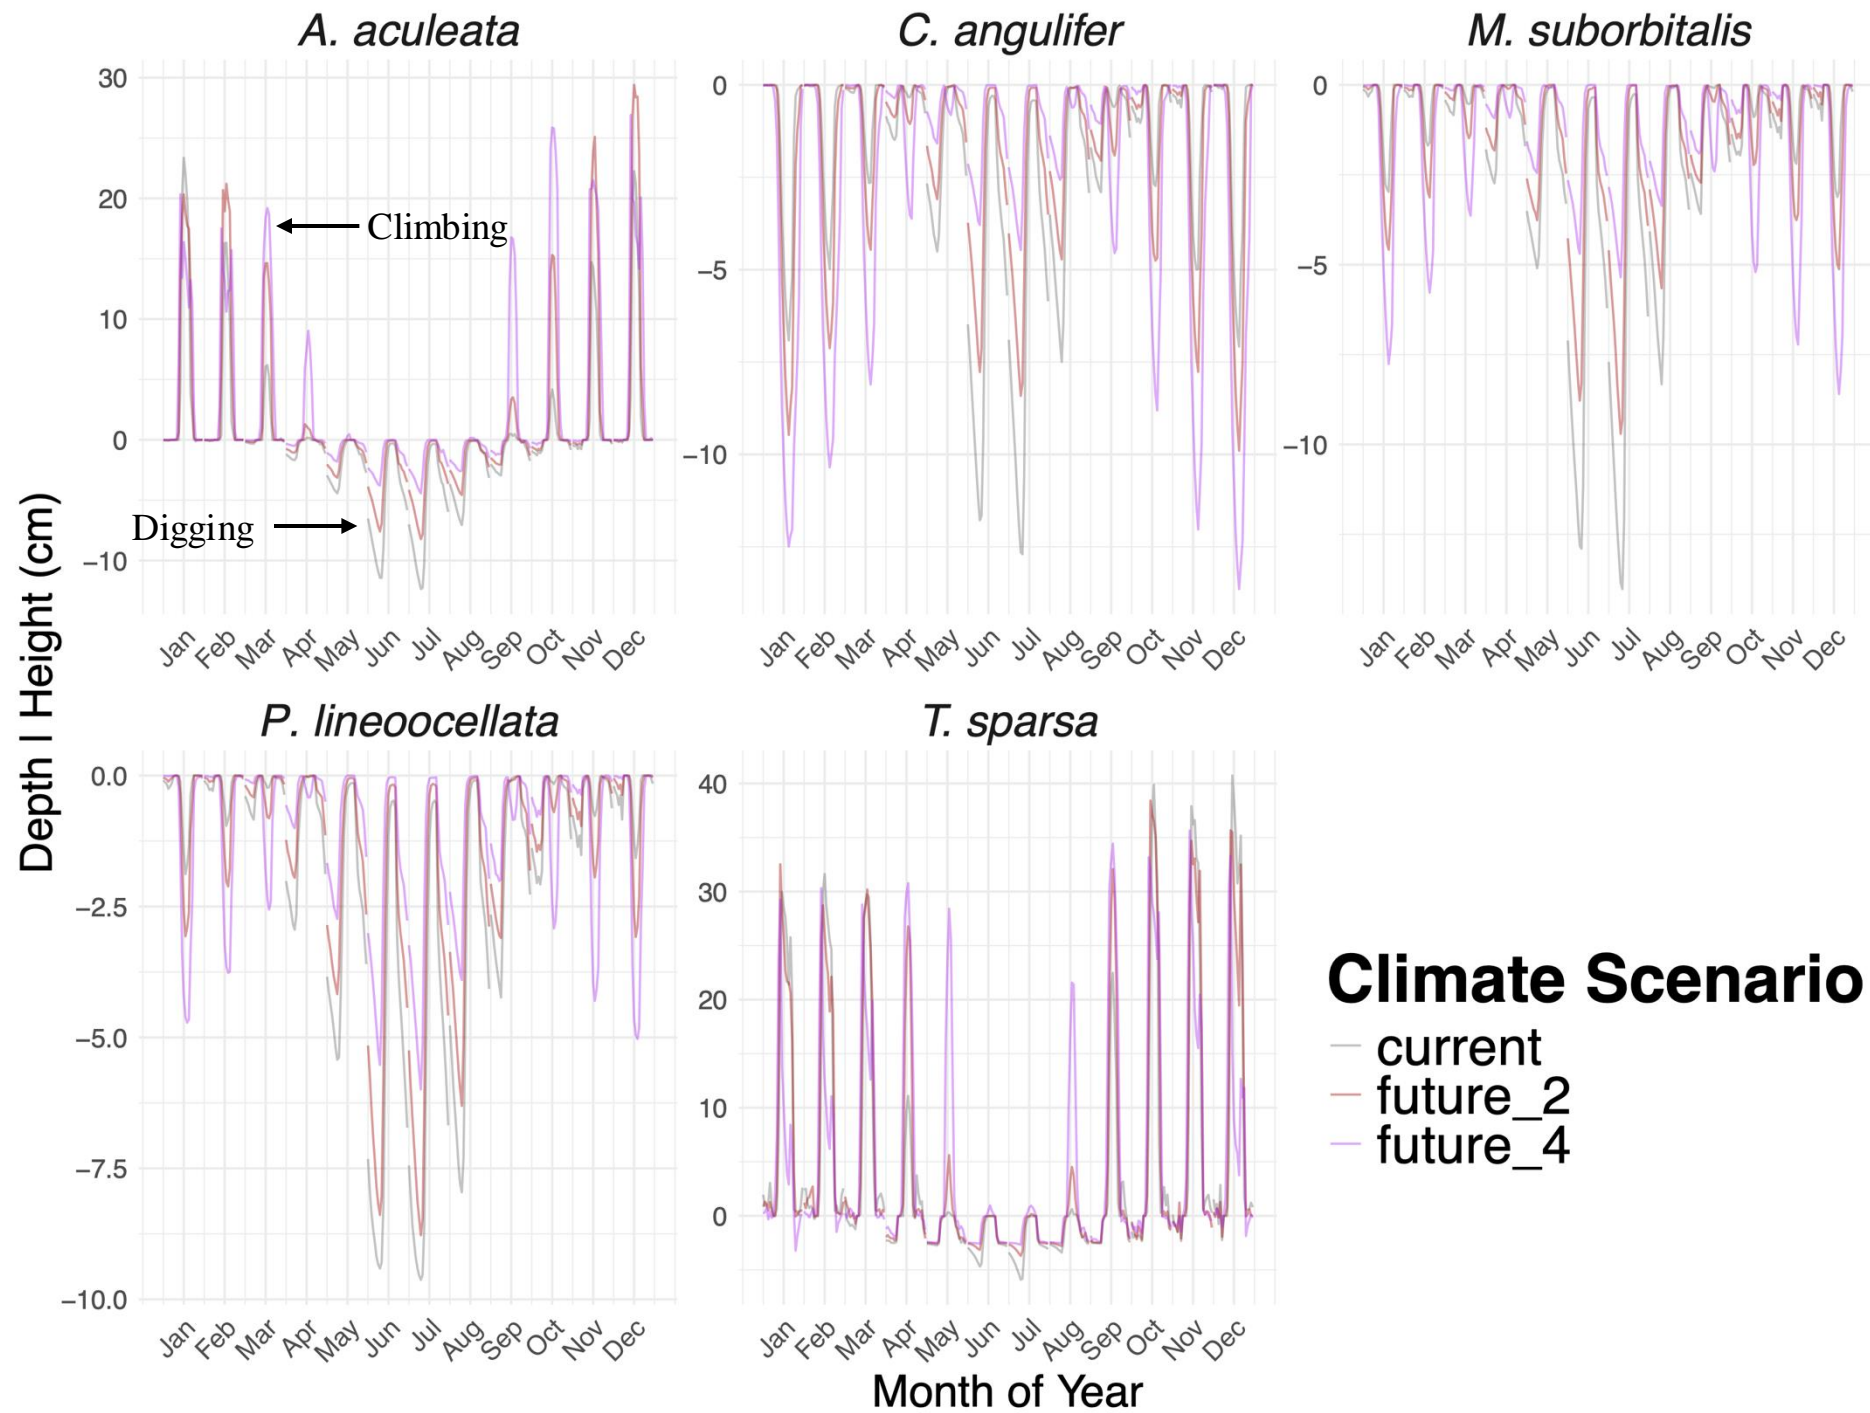 A. aculeata
C. angulifer
M. suborbitalis
30
20
10
0
−10
Climbing
Digging
Jan Feb Mar Apr May Jun Jul Aug Sep Oct Nov Dec
0
−5
−10
Jan Feb Mar Apr May Jun Jul Aug Sep Oct Nov Dec
0
−5
−10
Jan Feb Mar Apr May Jun Jul Aug Sep Oct Nov Dec
Depth | Height (cm)
P. lineoocellata
T. sparsa
0.0
−2.5
−5.0
−7.5
−10.0
Jan Feb Mar Apr May Jun Jul Aug Sep Oct Nov Dec
40
30
20
10
0
Jan Feb Mar Apr May Jun Jul Aug Sep Oct Nov Dec
Month of Year
Climate Scenario
current
future_2
future_4